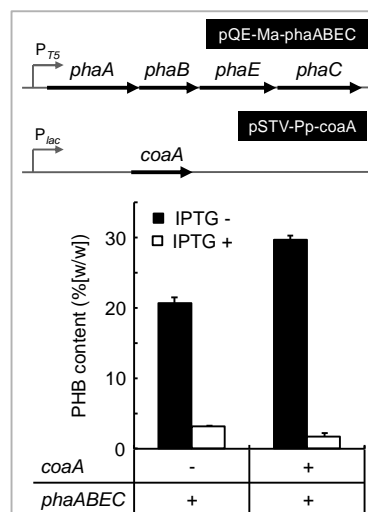 pQE-Ma-phaABEC
P_T5
phaA phaB phaE phaC
pSTV-Pp-coaA
P_lac
coaA
IPTG -
IPTG +
PHB content (%[w/w])
30
20
10
0
coaA - +
phaABEC + +